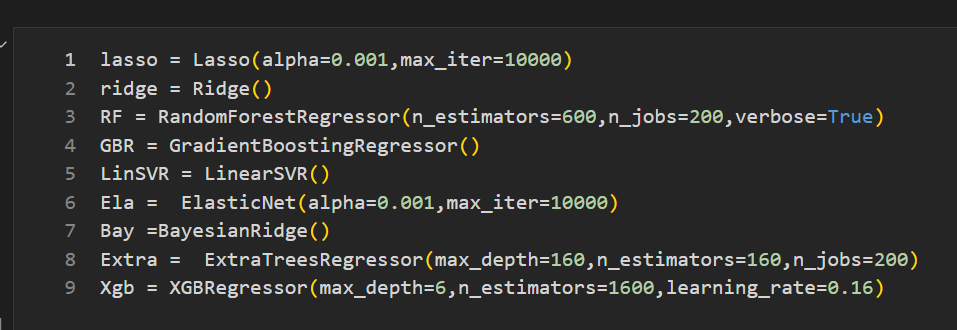 1 lasso = Lasso(alpha=0.001,max_iter=10000)
2 ridge = Ridge()
3 RF = RandomForestRegressor(n_estimators=600,n_jobs=200,verbose=True)
4 GBR = GradientBoostingRegressor()
5 LinSVR = LinearSVR()
6 Ela =  ElasticNet(alpha=0.001,max_iter=10000)
7 Bay =BayesianRidge()
8 Extra =  ExtraTreesRegressor(max_depth=160,n_estimators=160,n_jobs=200)
9 Xgb = XGBRegressor(max_depth=6,n_estimators=1600,learning_rate=0.16)